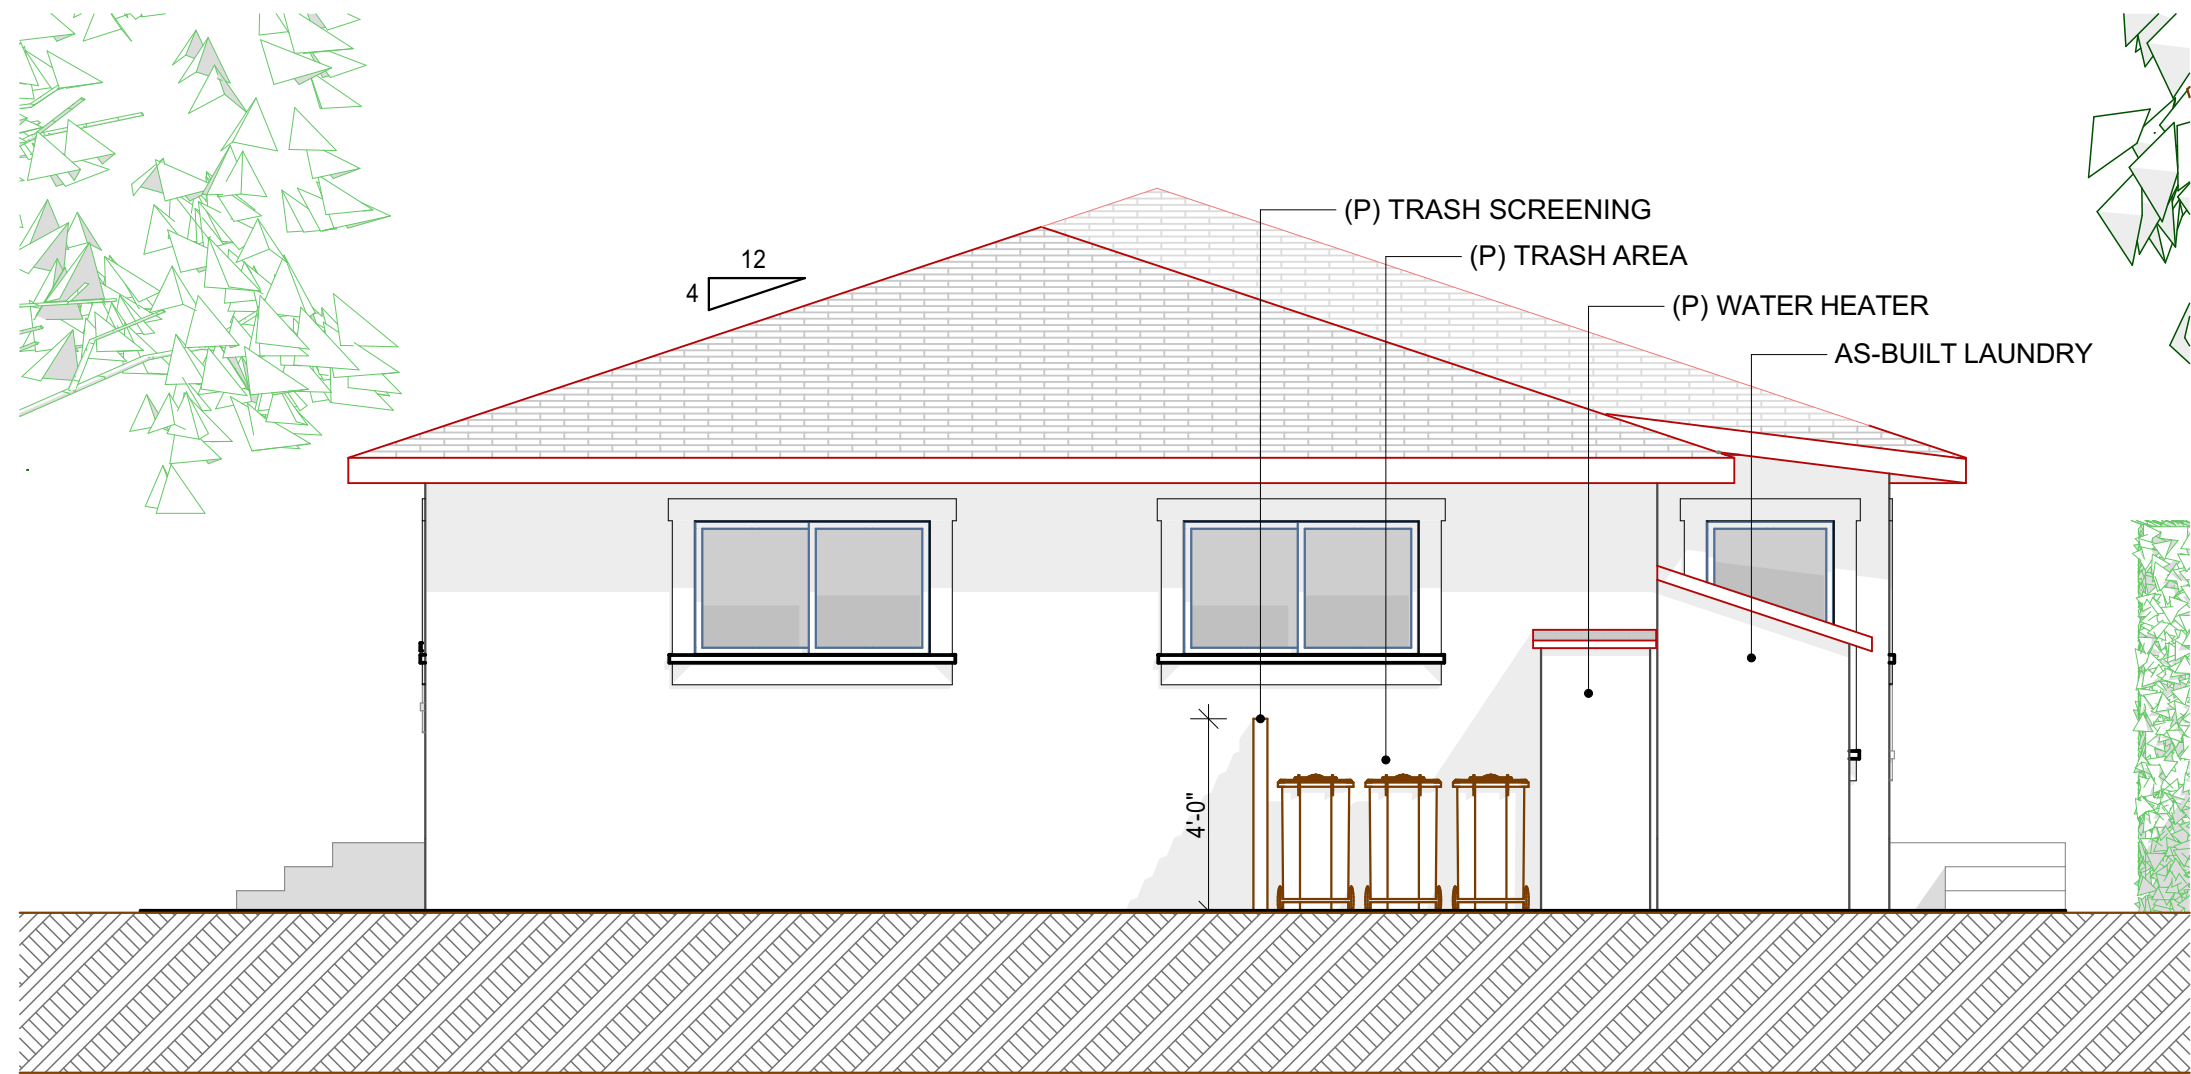 (P) TRASH SCREENING
(P) TRASH AREA
12
4
(P) WATER HEATER
AS-BUILT LAUNDRY
4'-0"